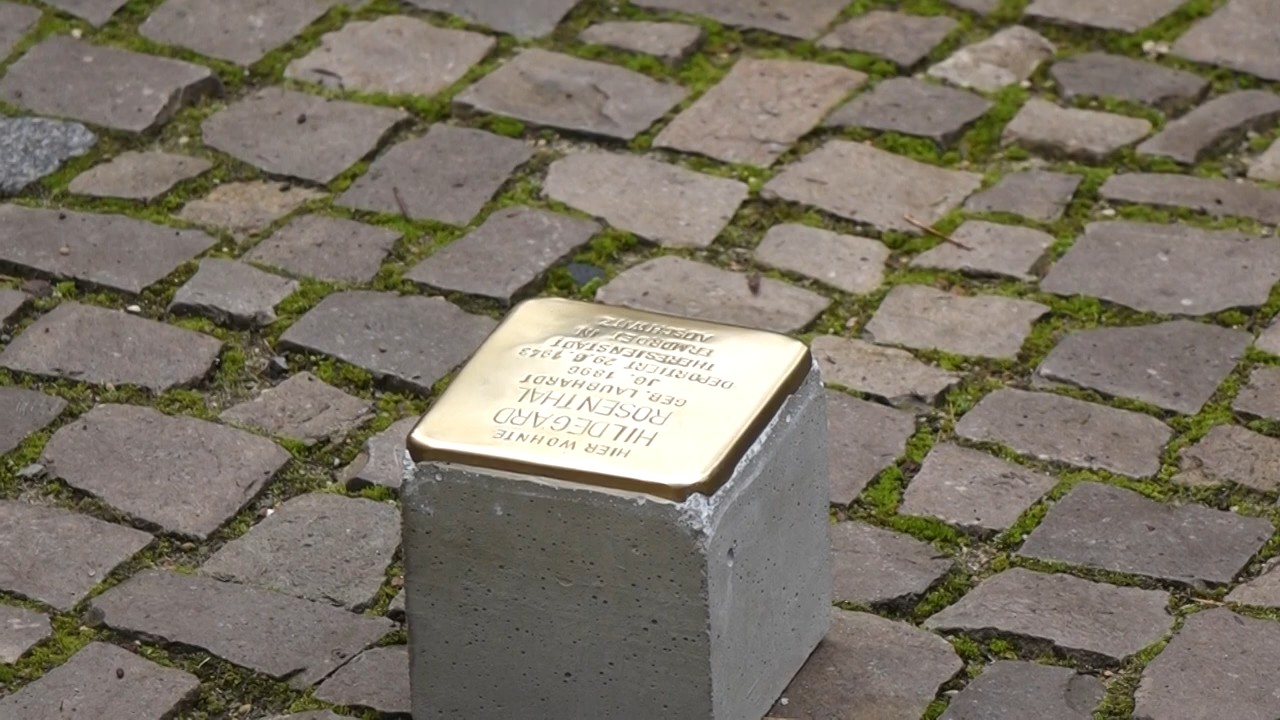 HIER WOHNTE
HILDEGARD
ROSENTHAL
GEB. LAUBHARDT
JG. 1896
DEPORTIERT 29.6.1943
THERESIENSTADT
ERMORDET IN
AUSCHWITZ